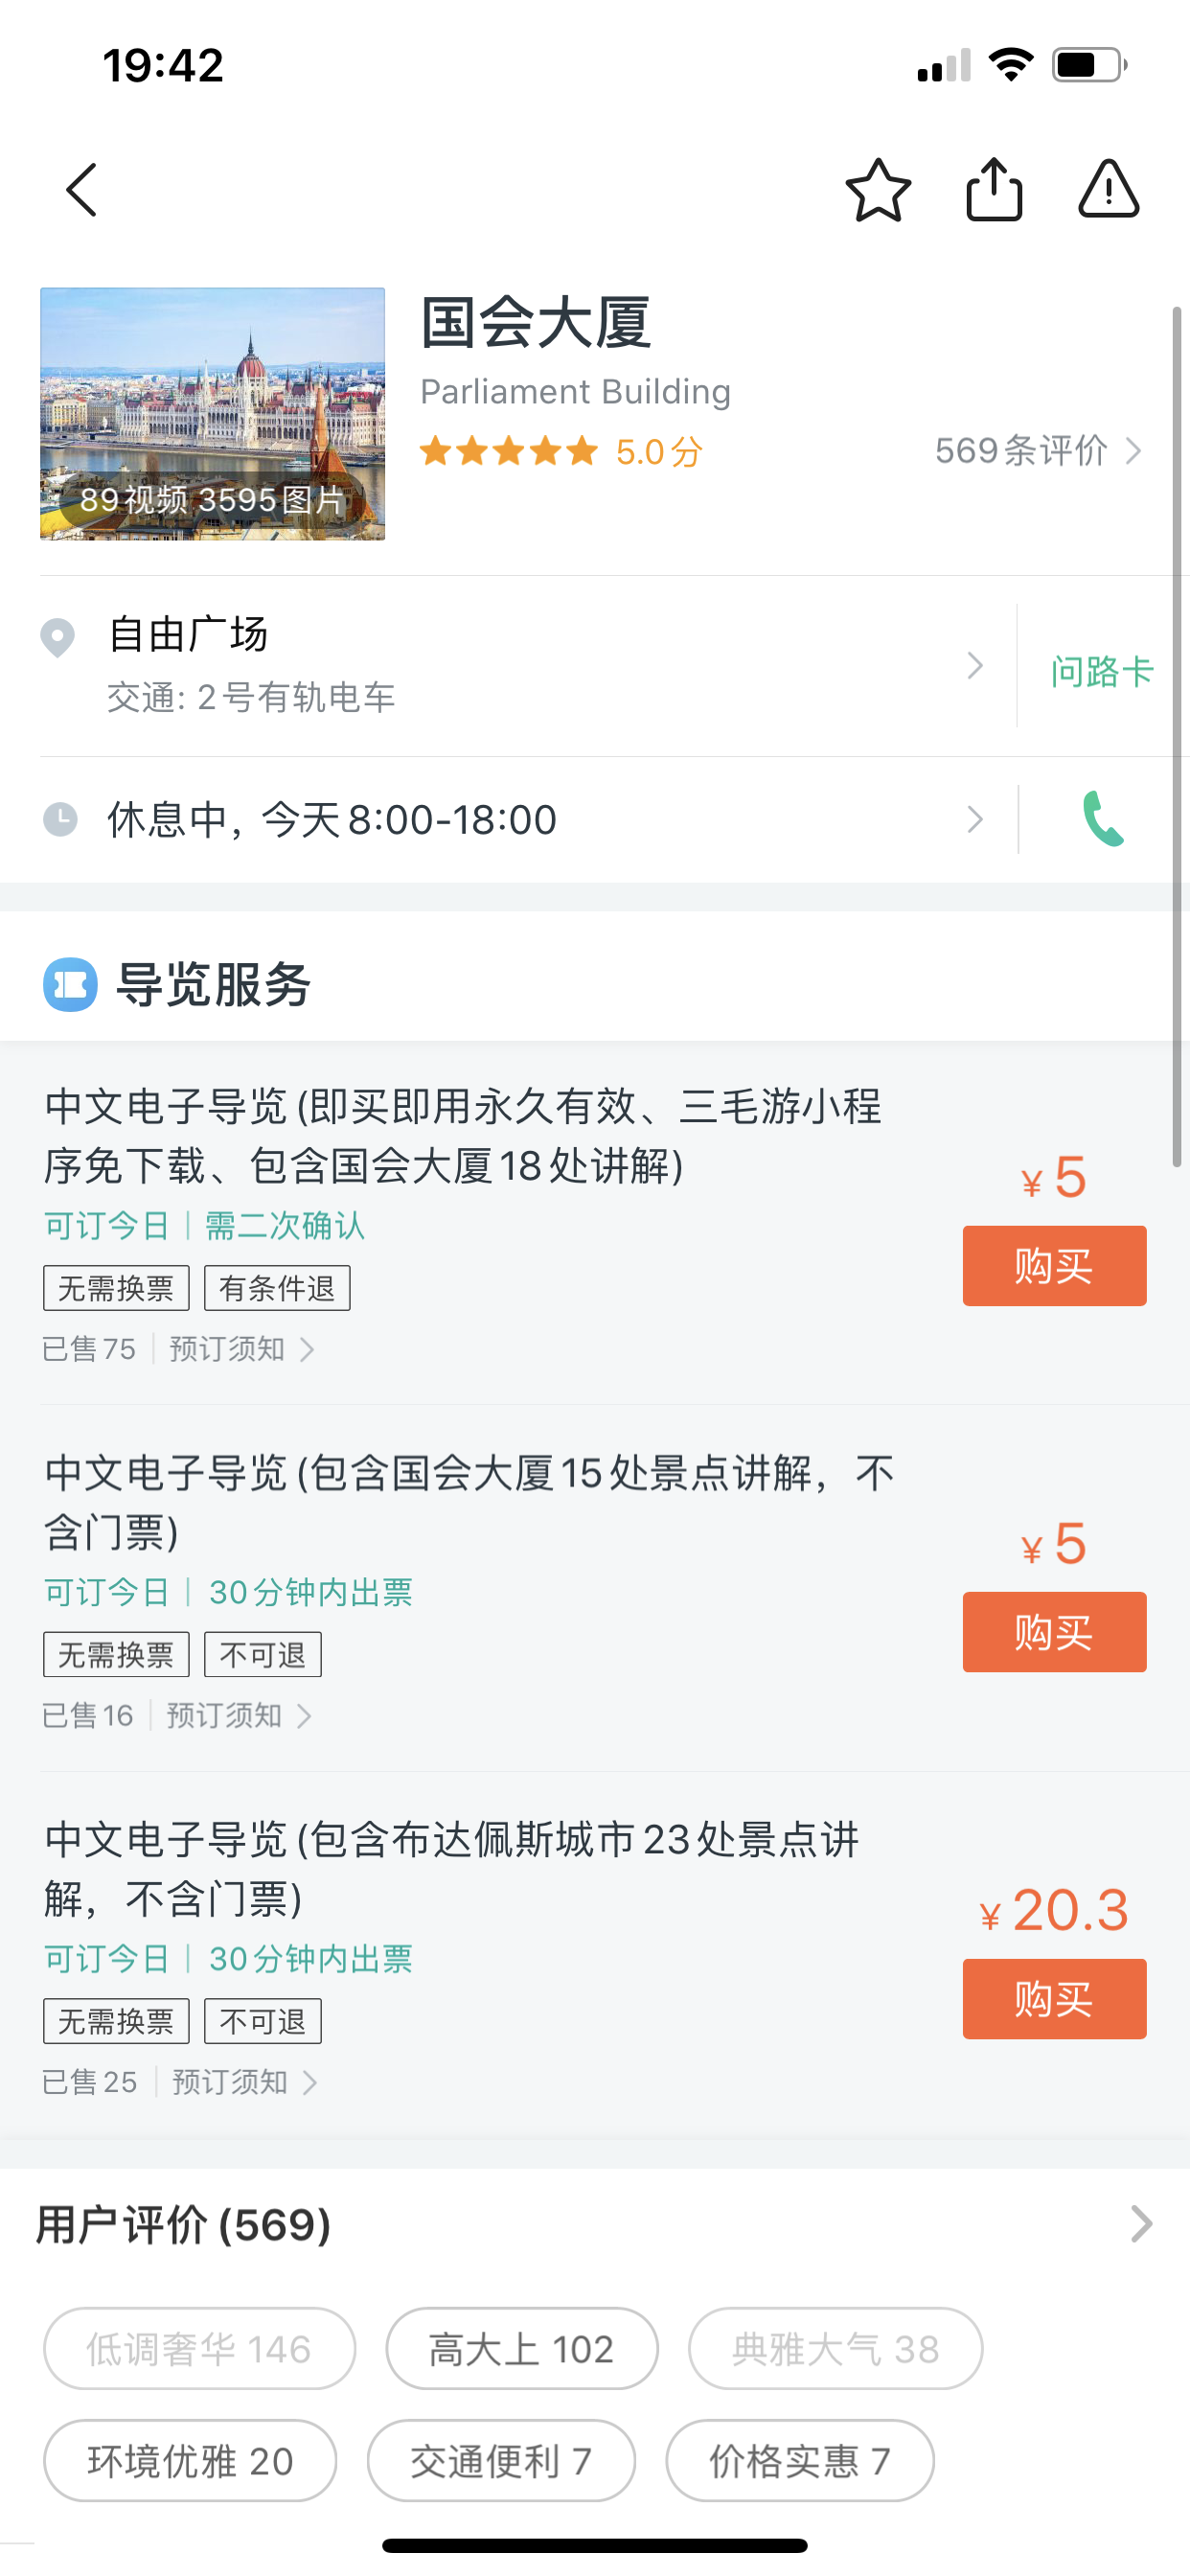 19:42
国会大厦
Parliament Building
5.0分
569条评价
89视频 3595图片
自由广场
交通: 2号有轨电车
问路卡
休息中，今天8:00-18:00
导览服务
中文电子导览(即买即用永久有效、三毛游小程
序免下载、包含国会大厦18处讲解)
¥5
可订今日 需二次确认
购买
无需换票 有条件退
已售75 预订须知
中文电子导览(包含国会大厦15处景点讲解，不
含门票)
¥5
可订今日 30分钟内出票
购买
无需换票 不可退
已售16 预订须知
中文电子导览(包含布达佩斯城市23处景点讲
解，不含门票)
¥20.3
可订今日 30分钟内出票
购买
无需换票 不可退
已售25 预订须知
用户评价(569)
低调奢华 146 高大上 102 典雅大气 38
环境优雅 20 交通便利 7 价格实惠 7